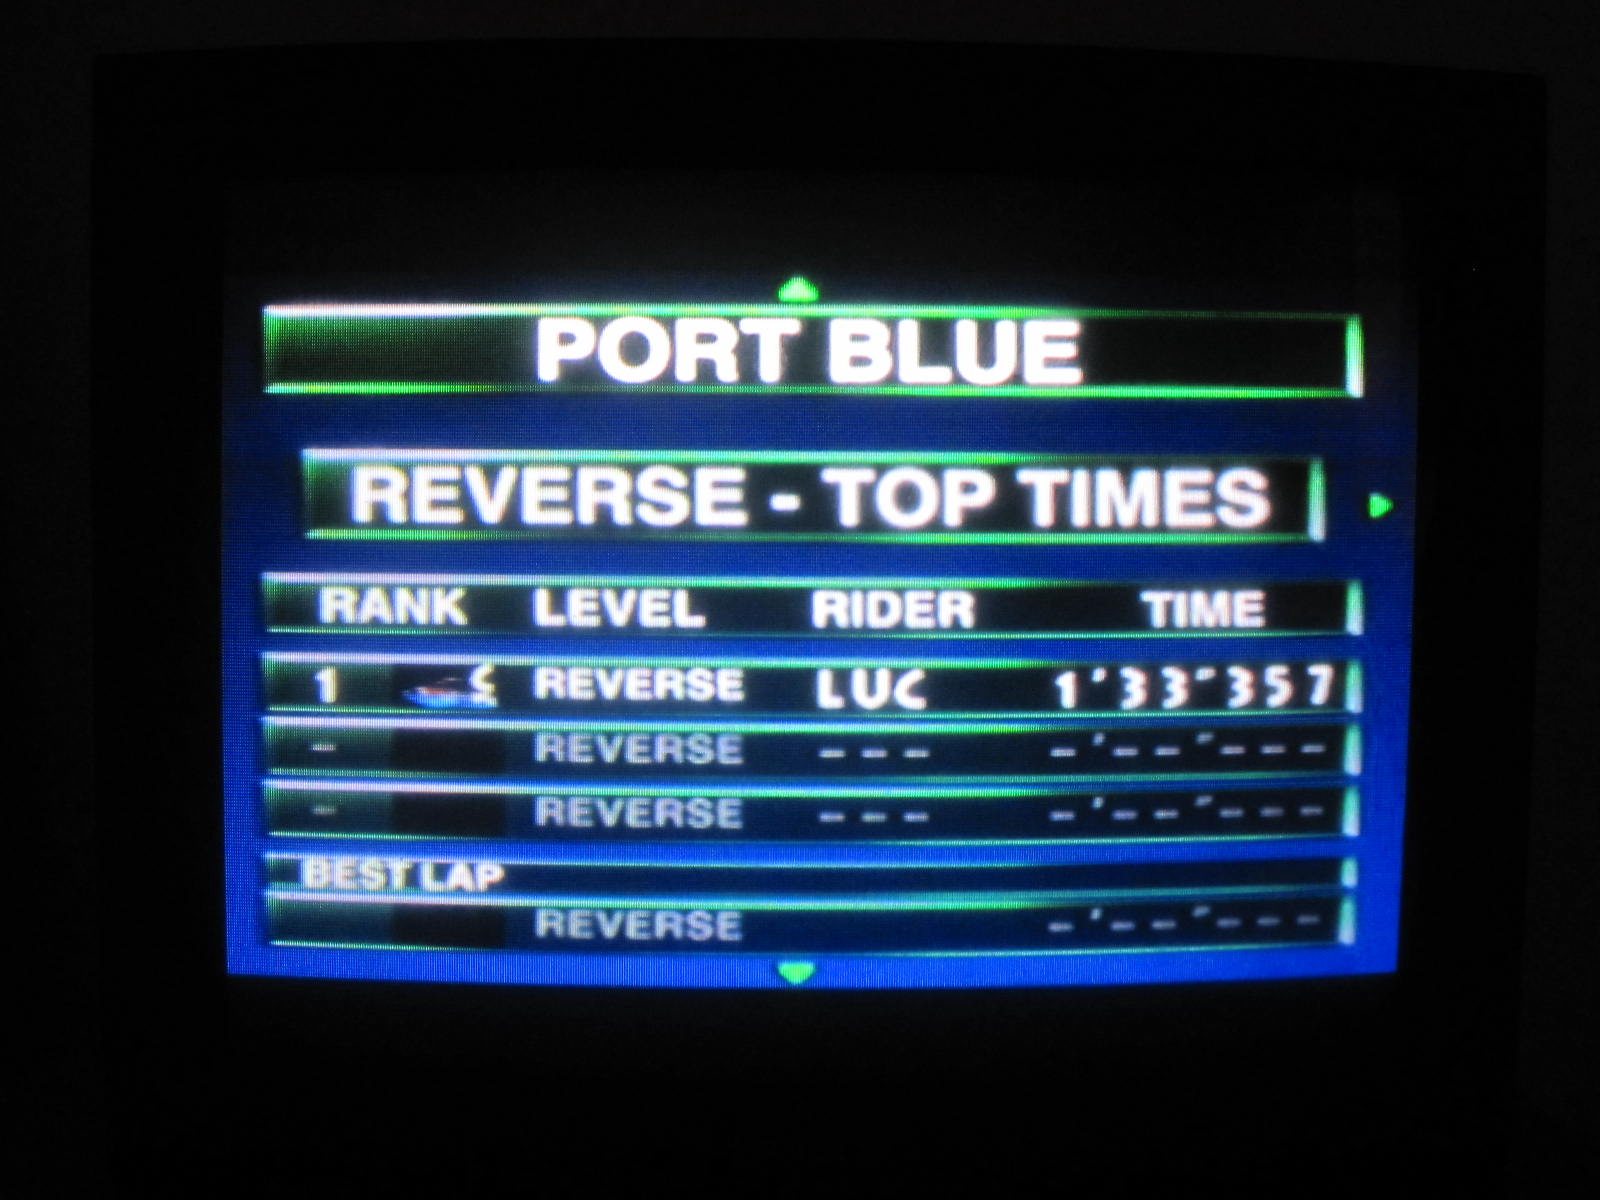 PORT BLUE
REVERSE - TOP TIMES
RANK LEVEL RIDER TIME
1 REVERSE LUC 1'33"357
- REVERSE --- -'--"---
- REVERSE --- -'--"---
BEST LAP
REVERSE -'--"---